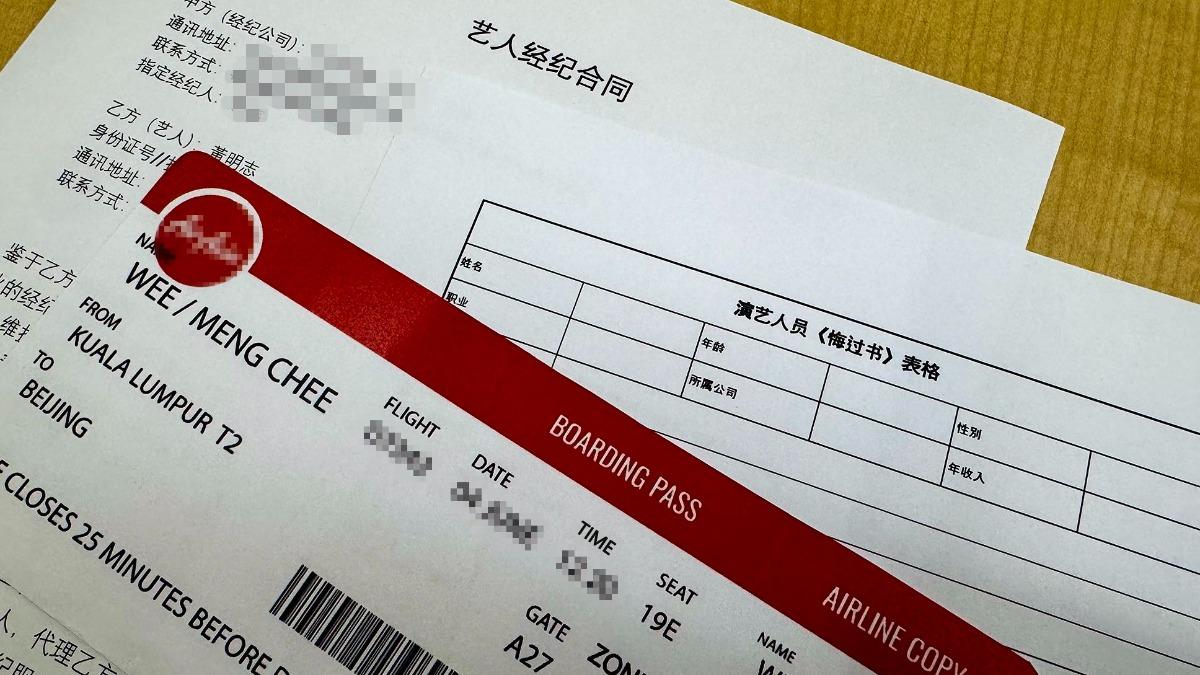 艺人经纪合同
甲方（经纪公司）：
通讯地址：
联系方式：
指定经纪人：
乙方（艺人）：黄明志
身份证号//
通讯地址：
联系方式：
鉴于乙方
的经纪
演艺人员《悔过书》表格
姓名
年龄
性别
职业
所属公司
年收入
BOARDING PASS
AIRLINE COPY
NAME
WEE / MENG CHEE
FROM
KUALA LUMPUR T2
TO
BEIJING
FLIGHT
DATE
TIME
SEAT
19E
GATE
A27
NAME
CLOSES 25 MINUTES BEFORE
人，代理乙方